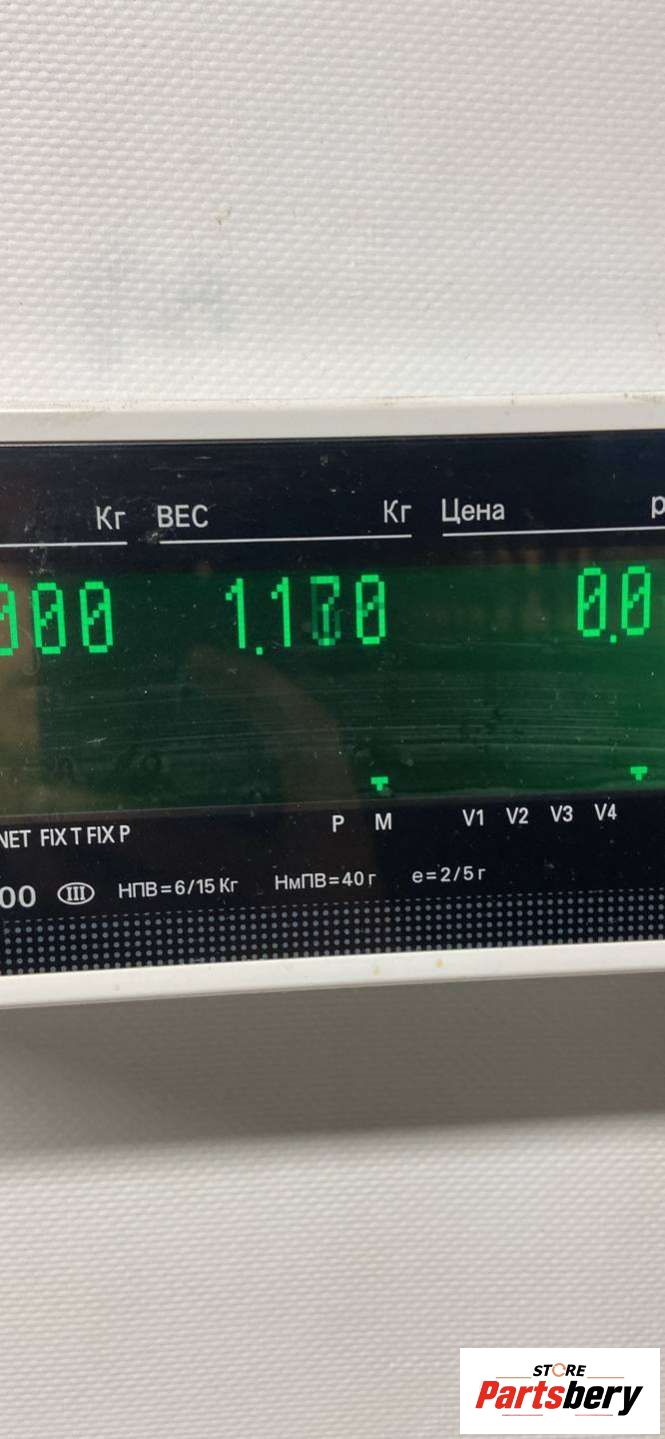 Кг ВЕС Кг Цена р
000 1.170 0.0
NET FIX T FIX P P M V1 V2 V3 V4
00 III НПВ=6/15 Кг НмПВ=40 г e=2/5 г
STORE
Partsbery